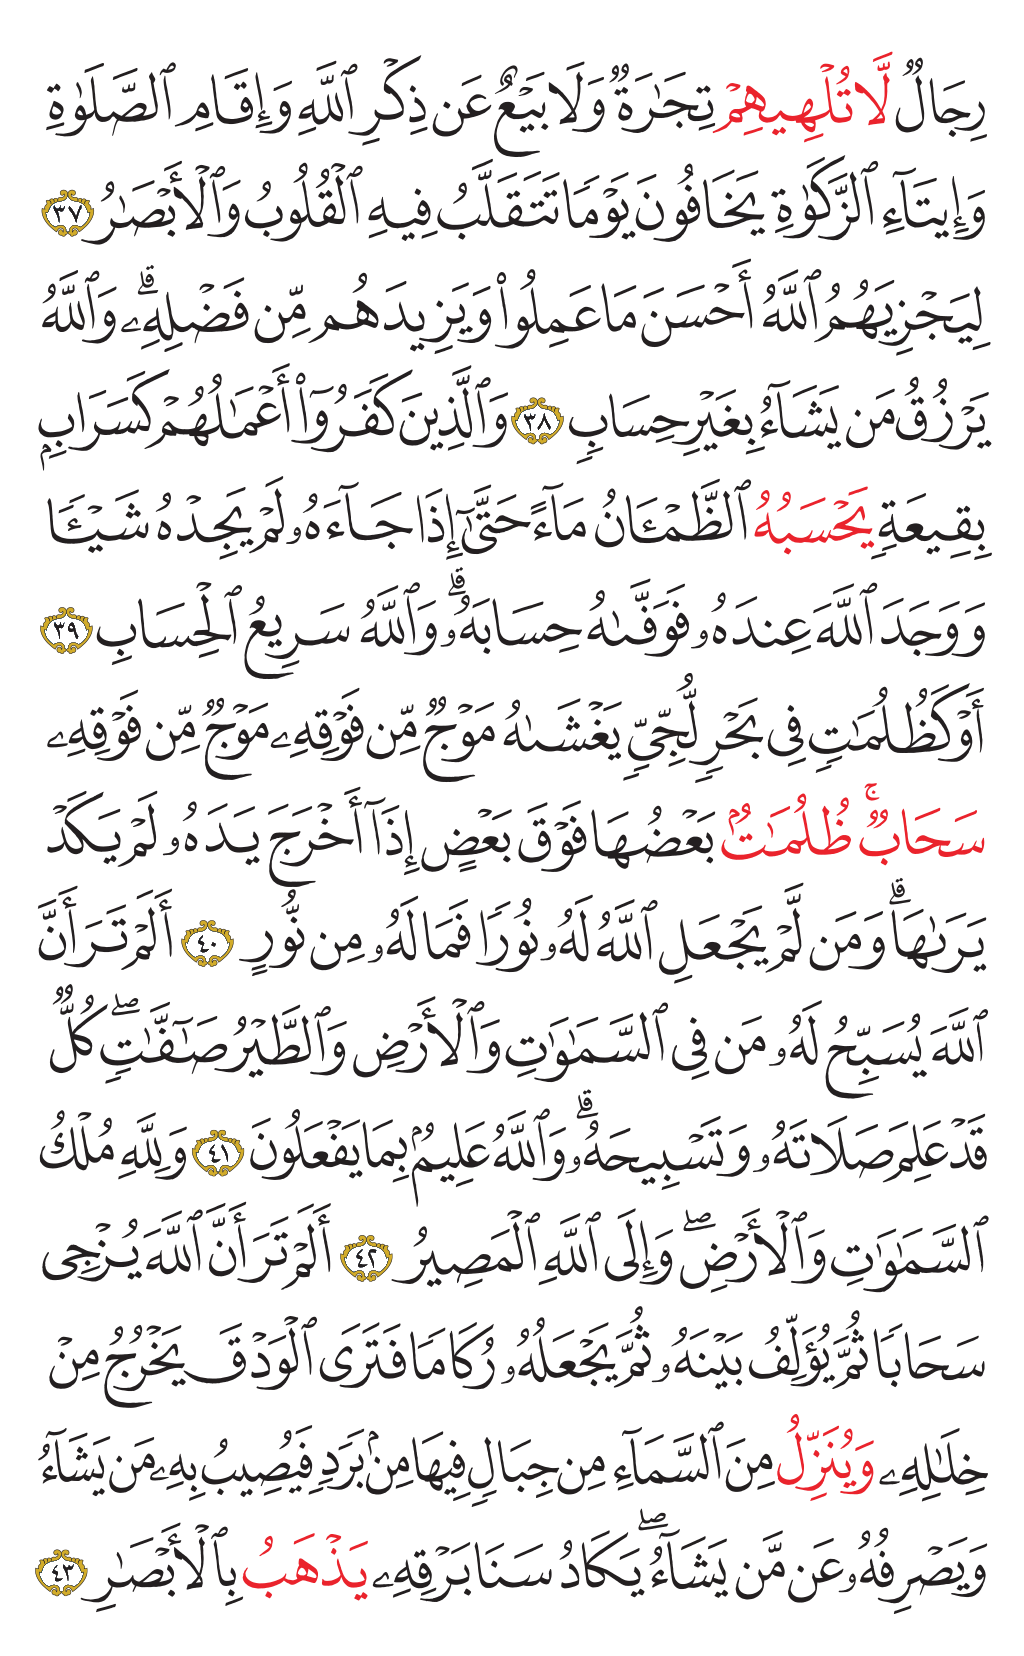 رِجَالٌ لَّا تُلْهِيهِمْ تِجَٰرَةٌ وَلَا بَيْعٌ عَن ذِكْرِ ٱللَّهِ وَإِقَامِ ٱلصَّلَوٰةِ
وَإِيتَآءِ ٱلزَّكَوٰةِ يَخَافُونَ يَوْمًا تَتَقَلَّبُ فِيهِ ٱلْقُلُوبُ وَٱلْأَبْصَٰرُ ٣٧
لِيَجْزِيَهُمُ ٱللَّهُ أَحْسَنَ مَا عَمِلُوا۟ وَيَزِيدَهُم مِّن فَضْلِهِۦ ۗ وَٱللَّهُ
يَرْزُقُ مَن يَشَآءُ بِغَيْرِ حِسَابٍ ٣٨ وَٱلَّذِينَ كَفَرُوٓا۟ أَعْمَٰلُهُمْ كَسَرَابٍۭ
بِقِيعَةٍ يَحْسَبُهُ ٱلظَّمْـَٔانُ مَآءً حَتَّىٰٓ إِذَا جَآءَهُۥ لَمْ يَجِدْهُ شَيْـًٔا
وَوَجَدَ ٱللَّهَ عِندَهُۥ فَوَفَّىٰهُ حِسَابَهُۥ ۗ وَٱللَّهُ سَرِيعُ ٱلْحِسَابِ ٣٩
أَوْ كَظُلُمَٰتٍ فِى بَحْرٍ لُّجِّىٍّ يَغْشَىٰهُ مَوْجٌ مِّن فَوْقِهِۦ مَوْجٌ مِّن فَوْقِهِۦ
سَحَابٌ ۚ ظُلُمَٰتٌۢ بَعْضُهَا فَوْقَ بَعْضٍ إِذَآ أَخْرَجَ يَدَهُۥ لَمْ يَكَدْ
يَرَىٰهَا ۗ وَمَن لَّمْ يَجْعَلِ ٱللَّهُ لَهُۥ نُورًا فَمَا لَهُۥ مِن نُّورٍ ٤٠ أَلَمْ تَرَ أَنَّ
ٱللَّهَ يُسَبِّحُ لَهُۥ مَن فِى ٱلسَّمَٰوَٰتِ وَٱلْأَرْضِ وَٱلطَّيْرُ صَٰٓفَّٰتٍ ۖ كُلٌّ
قَدْ عَلِمَ صَلَاتَهُۥ وَتَسْبِيحَهُۥ ۗ وَٱللَّهُ عَلِيمٌۢ بِمَا يَفْعَلُونَ ٤١ وَلِلَّهِ مُلْكُ
ٱلسَّمَٰوَٰتِ وَٱلْأَرْضِ ۖ وَإِلَى ٱللَّهِ ٱلْمَصِيرُ ٤٢ أَلَمْ تَرَ أَنَّ ٱللَّهَ يُزْجِى
سَحَابًا ثُمَّ يُؤَلِّفُ بَيْنَهُۥ ثُمَّ يَجْعَلُهُۥ رُكَامًا فَتَرَى ٱلْوَدْقَ يَخْرُجُ مِنْ
خِلَٰلِهِۦ وَيُنَزِّلُ مِنَ ٱلسَّمَآءِ مِن جِبَالٍ فِيهَا مِنۢ بَرَدٍ فَيُصِيبُ بِهِۦ مَن يَشَآءُ
وَيَصْرِفُهُۥ عَن مَّن يَشَآءُ ۖ يَكَادُ سَنَا بَرْقِهِۦ يَذْهَبُ بِٱلْأَبْصَٰرِ ٤٣